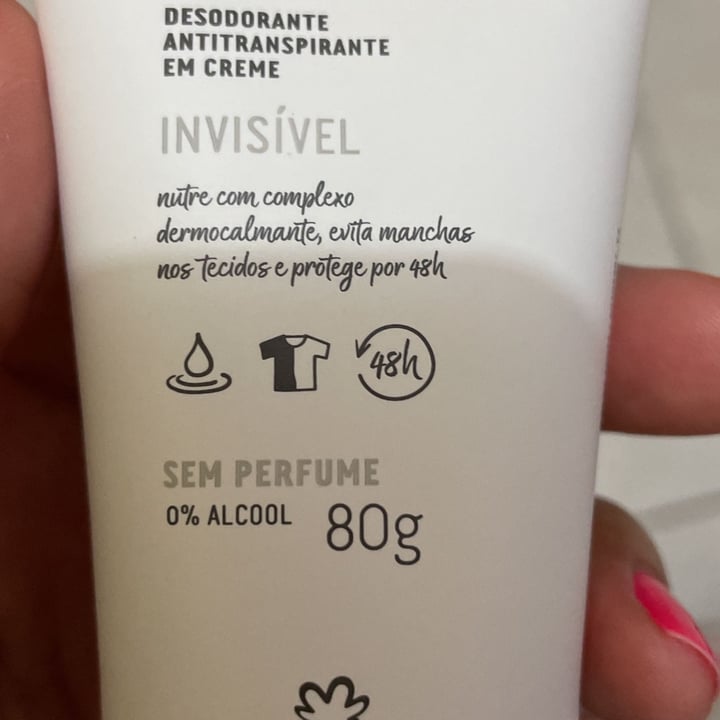 DESODORANTE
ANTITRANSPIRANTE
EM CREME
INVISÍVEL
nutre com complexo
dermocalmante, evita manchas
nos tecidos e protege por 48h
48h
SEM PERFUME
0% ALCOOL 80g